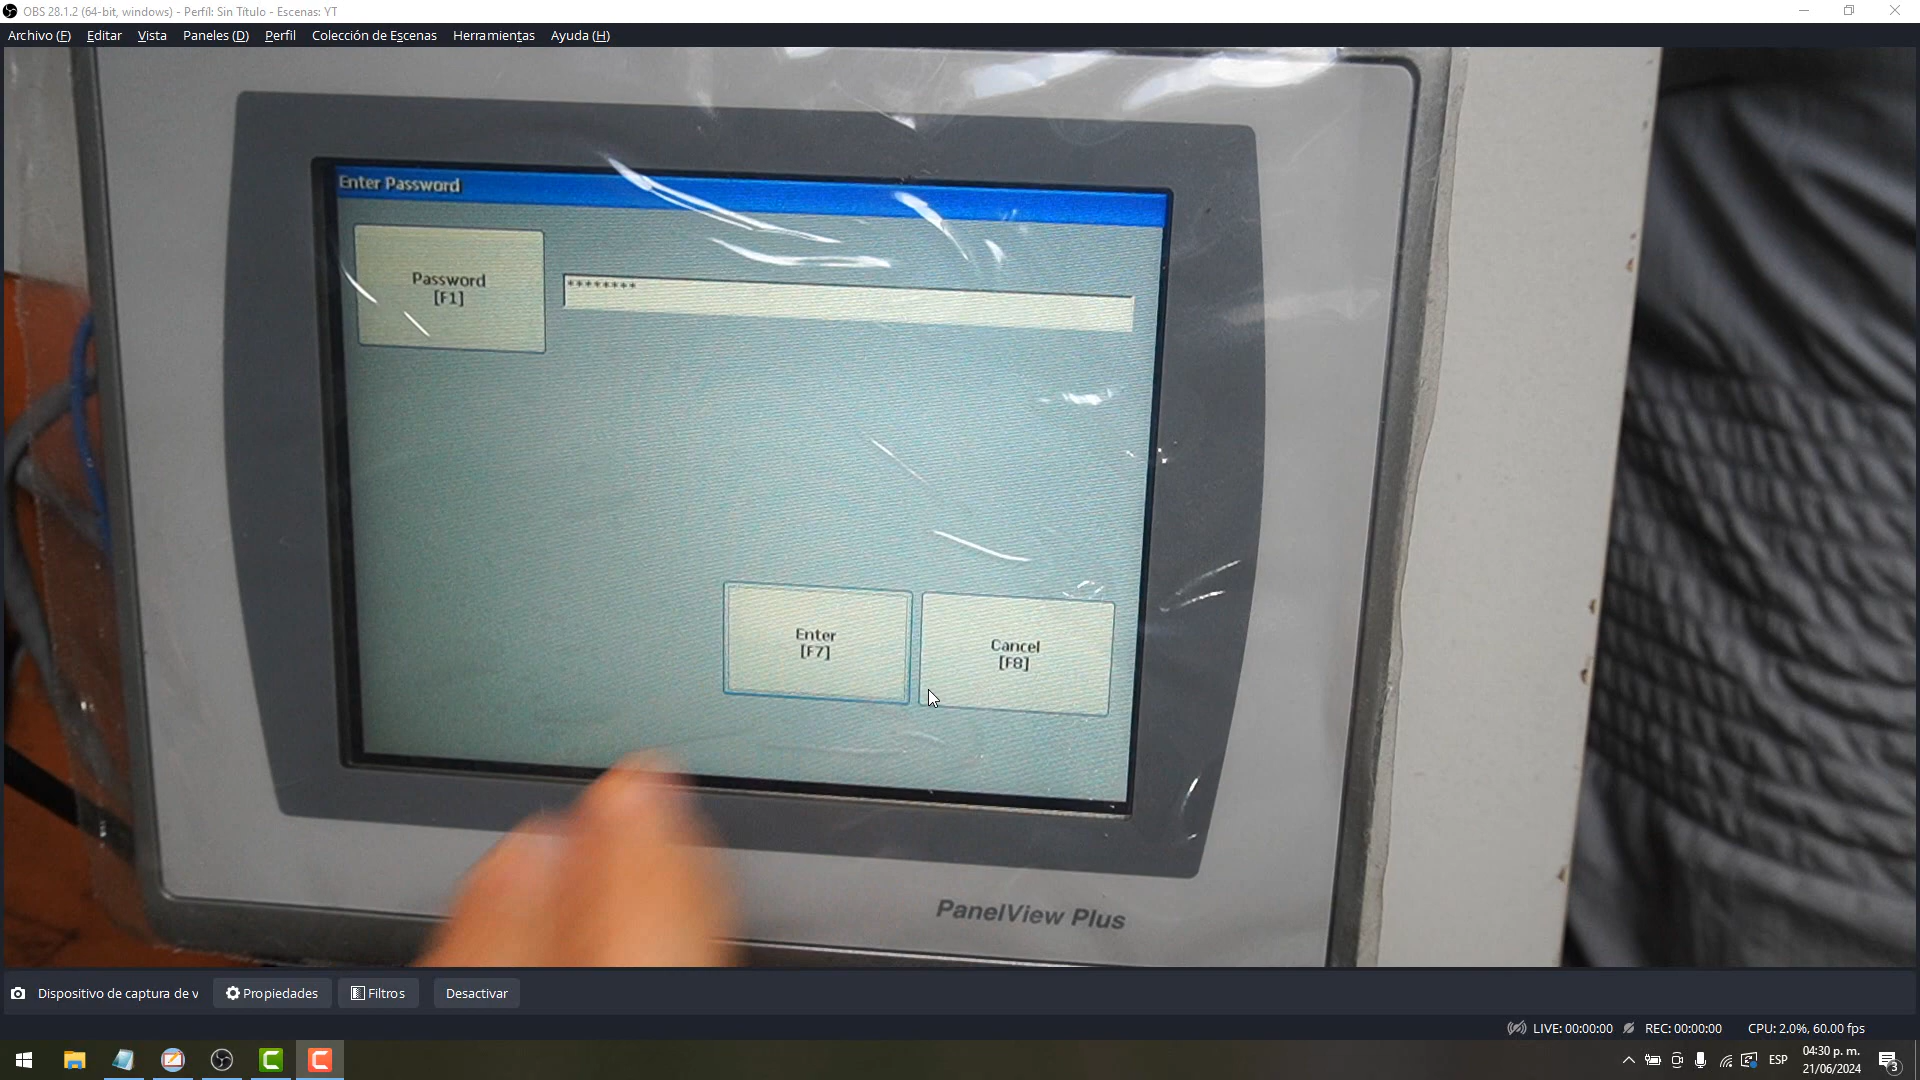 OBS 28.1.2 (64-bit, windows) - Perfil: Sin Título - Escenas: YT
Archivo (F) Editar Vista Paneles (D) Perfil Colección de Escenas Herramientas Ayuda (H)
Enter Password
Password
[F1]
********
Enter
[F7]
Cancel
[F8]
PanelView Plus
Dispositivo de captura de v Propiedades Filtros Desactivar
LIVE: 00:00:00 REC: 00:00:00 CPU: 2.0%, 60.00 fps
ESP
04:30 p. m.
21/06/2024
3